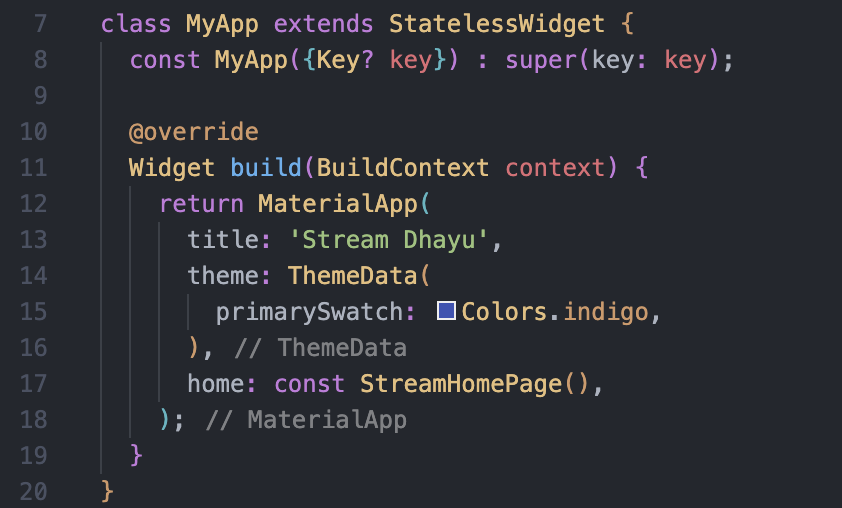 7 class MyApp extends StatelessWidget {
8 const MyApp({Key? key}) : super(key: key);
9
10 @override
11 Widget build(BuildContext context) {
12 return MaterialApp(
13 title: 'Stream Dhayu',
14 theme: ThemeData(
15 primarySwatch: Colors.indigo,
16 ), // ThemeData
17 home: const StreamHomePage(),
18 ); // MaterialApp
19 }
20 }